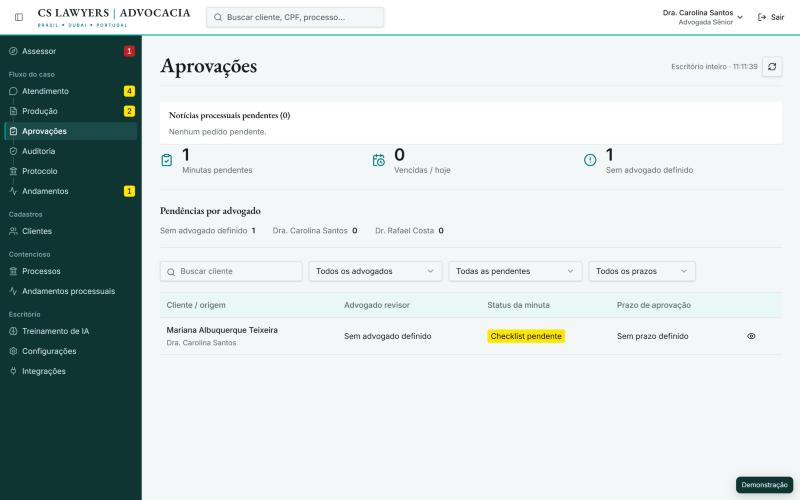 CS LAWYERS | ADVOCACIA
BRASIL • DUBAI • PORTUGAL
Buscar cliente, CPF, processo...
Dra. Carolina Santos
Advogada Sênior
Sair
Assessor 1
Fluxo do caso
Atendimento 4
Produção 2
Aprovações
Auditoria
Protocolo
Andamentos 1
Cadastros
Clientes
Contencioso
Processos
Andamentos processuais
Escritório
Treinamento de IA
Configurações
Integrações
Aprovações
Escritório inteiro · 11:11:39
Notícias processuais pendentes (0)
Nenhum pedido pendente.
1
Minutas pendentes
0
Vencidas / hoje
1
Sem advogado definido
Pendências por advogado
Sem advogado definido 1 Dra. Carolina Santos 0 Dr. Rafael Costa 0
Buscar cliente Todos os advogados Todas as pendentes Todos os prazos
Cliente / origem Advogado revisor Status da minuta Prazo de aprovação
Mariana Albuquerque Teixeira
Dra. Carolina Santos
Sem advogado definido
Checklist pendente
Sem prazo definido
Demonstração